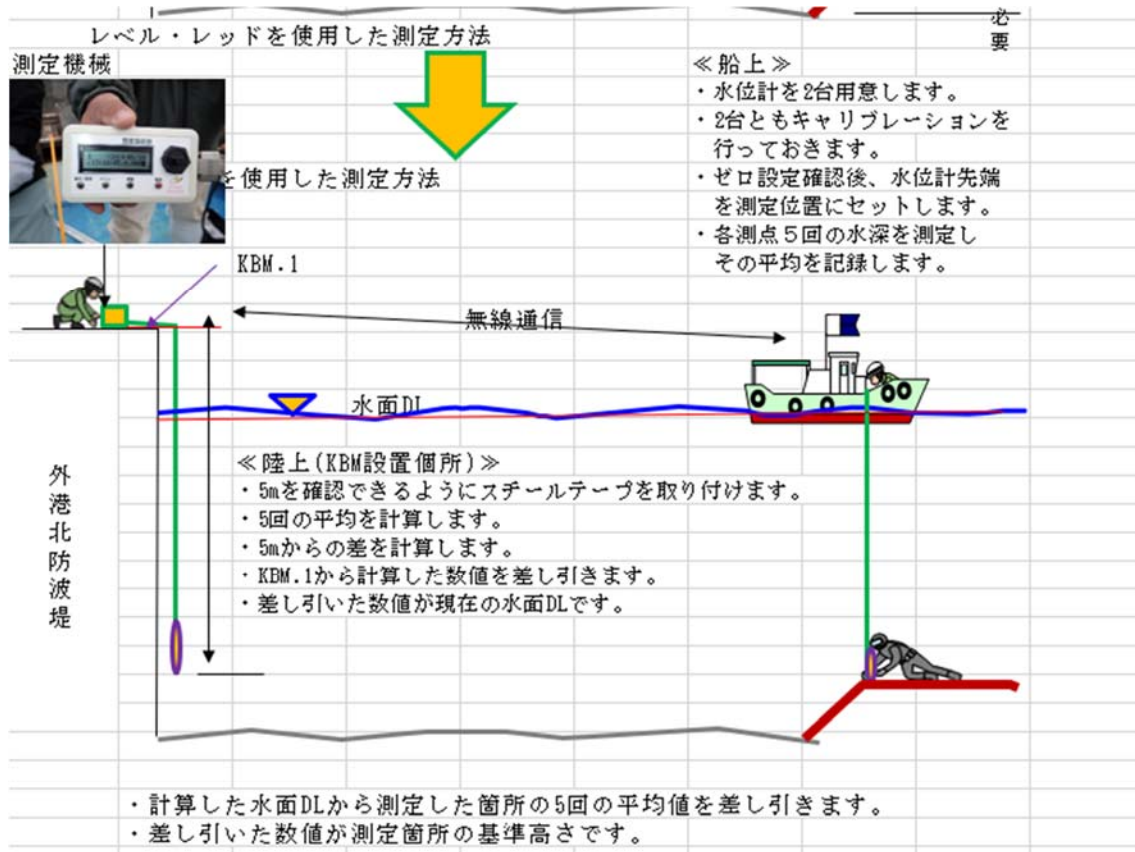 必
要
レベル・レッドを使用した測定方法
測定機械
を使用した測定方法
≪船上≫
・水位計を2台用意します。
・2台ともキャリブレーションを
行っておきます。
・ゼロ設定確認後、水位計先端
を測定位置にセットします。
・各測点５回の水深を測定し
その平均を記録します。
KBM.1
無線通信
水面DL
≪陸上(KBM設置個所)≫
・5mを確認できるようにスチールテープを取り付けます。
・5回の平均を計算します。
・5mからの差を計算します。
・KBM.1から計算した数値を差し引きます。
・差し引いた数値が現在の水面DLです。
外
港
北
防
波
堤
・計算した水面DLから測定した箇所の5回の平均値を差し引きます。
・差し引いた数値が測定箇所の基準高さです。